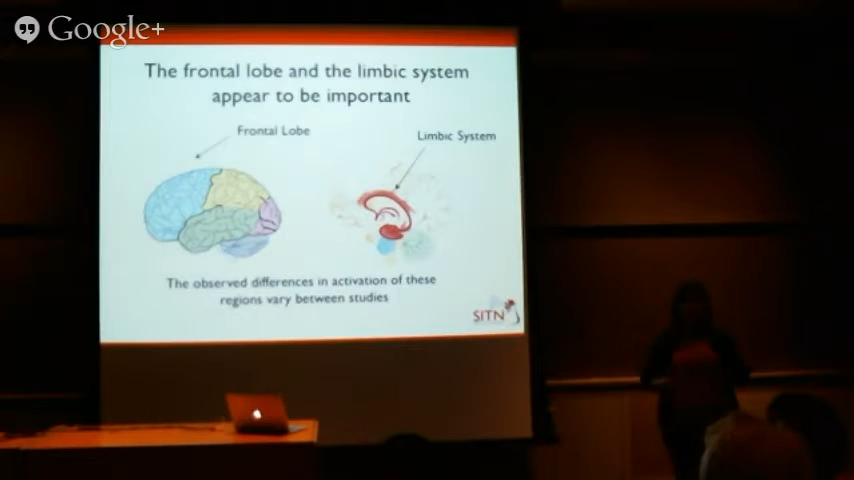 Google+
The frontal lobe and the limbic system
appear to be important
Frontal Lobe
Limbic System
The observed differences in activation of these
regions vary between studies
SITN